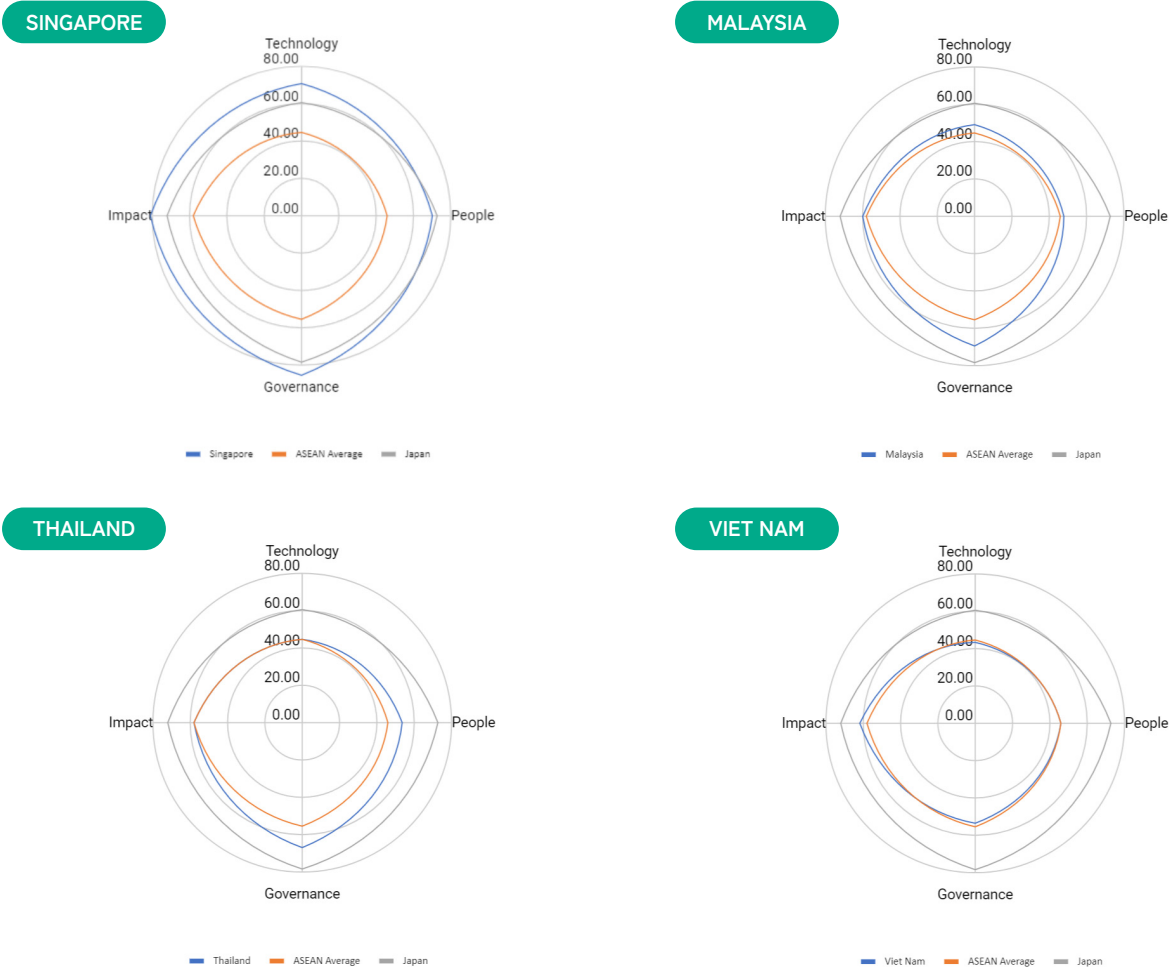 SINGAPORE
Technology
80.00
60.00
40.00
20.00
0.00
Impact
People
Governance
Singapore ASEAN Average Japan
MALAYSIA
Technology
80.00
60.00
40.00
20.00
0.00
Impact
People
Governance
Malaysia ASEAN Average Japan
THAILAND
Technology
80.00
60.00
40.00
20.00
0.00
Impact
People
Governance
Thailand ASEAN Average Japan
VIET NAM
Technology
80.00
60.00
40.00
20.00
0.00
Impact
People
Governance
Viet Nam ASEAN Average Japan